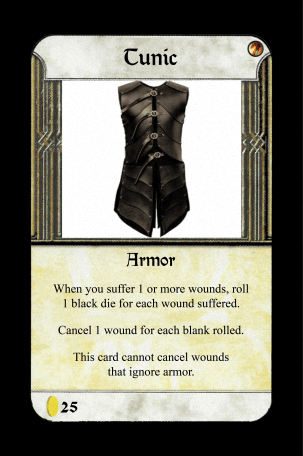 Tunic
Armor
When you suffer 1 or more wounds, roll
1 black die for each wound suffered.
Cancel 1 wound for each blank rolled.
This card cannot cancel wounds
that ignore armor.
25